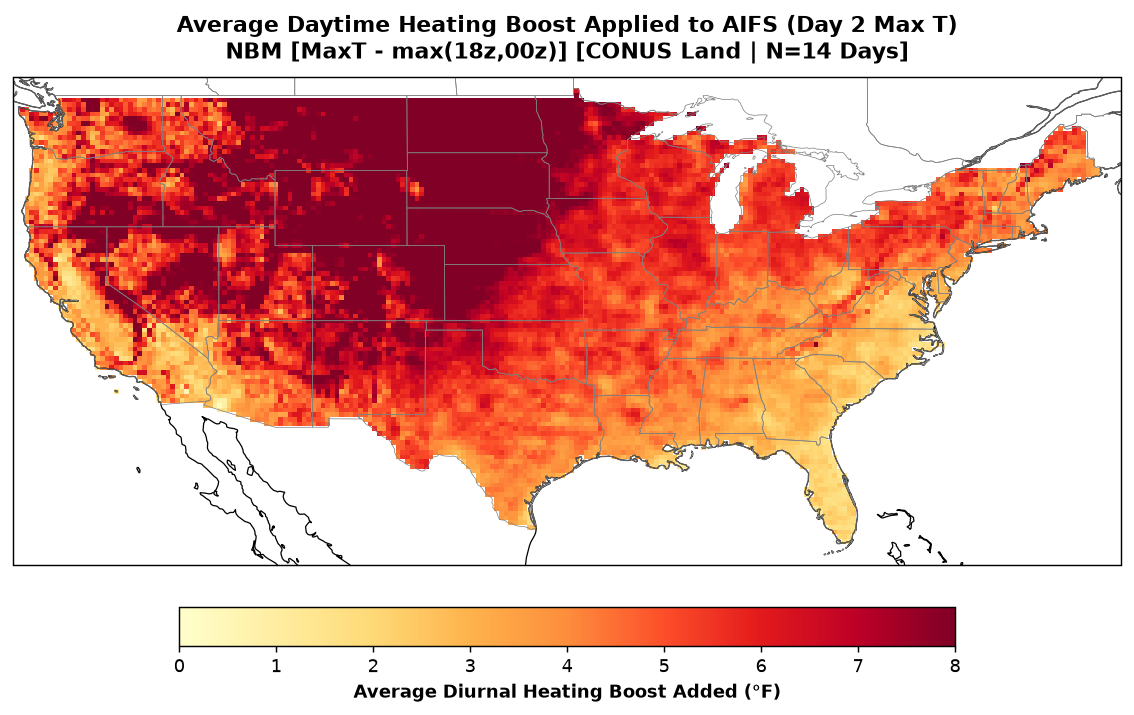 Average Daytime Heating Boost Applied to AIFS (Day 2 Max T)
NBM [MaxT - max(18z,00z)] [CONUS Land | N=14 Days]
0 1 2 3 4 5 6 7 8
Average Diurnal Heating Boost Added (°F)